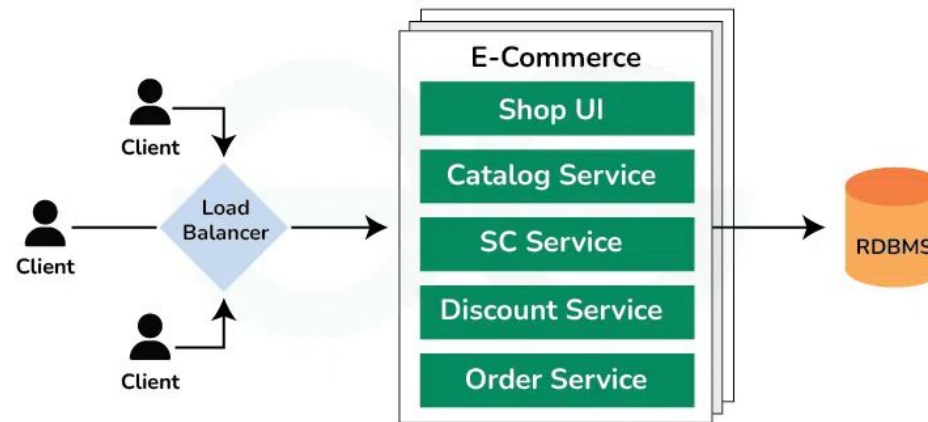 E-Commerce
Shop UI
Client
Catalog Service
Load
Balancer
SC Service
RDBMS
Client
Discount Service
Client
Order Service